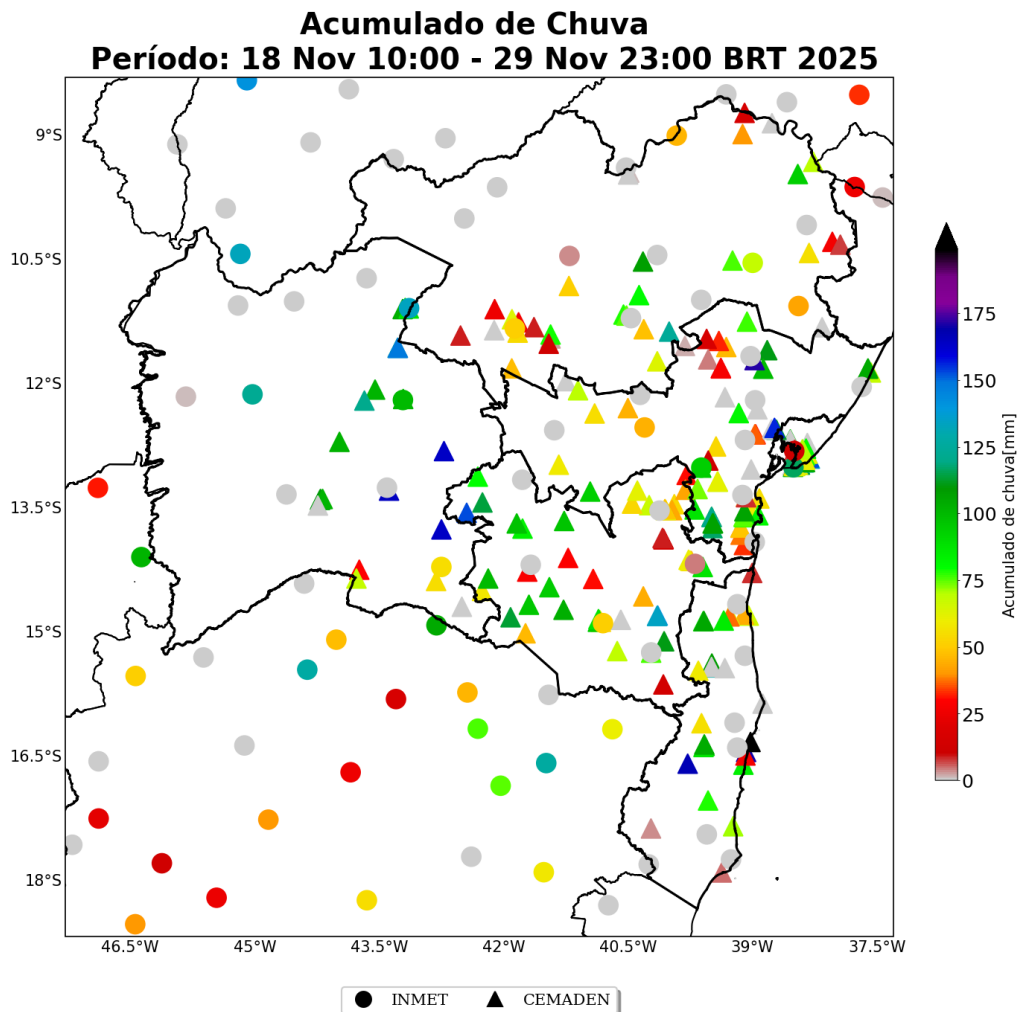 Acumulado de Chuva
Período: 18 Nov 10:00 - 29 Nov 23:00 BRT 2025
9°S
10.5°S
12°S
13.5°S
15°S
16.5°S
18°S
46.5°W 45°W 43.5°W 42°W 40.5°W 39°W 37.5°W
175
150
125
100
75
50
25
0
Acumulado de chuva[mm]
INMET CEMADEN